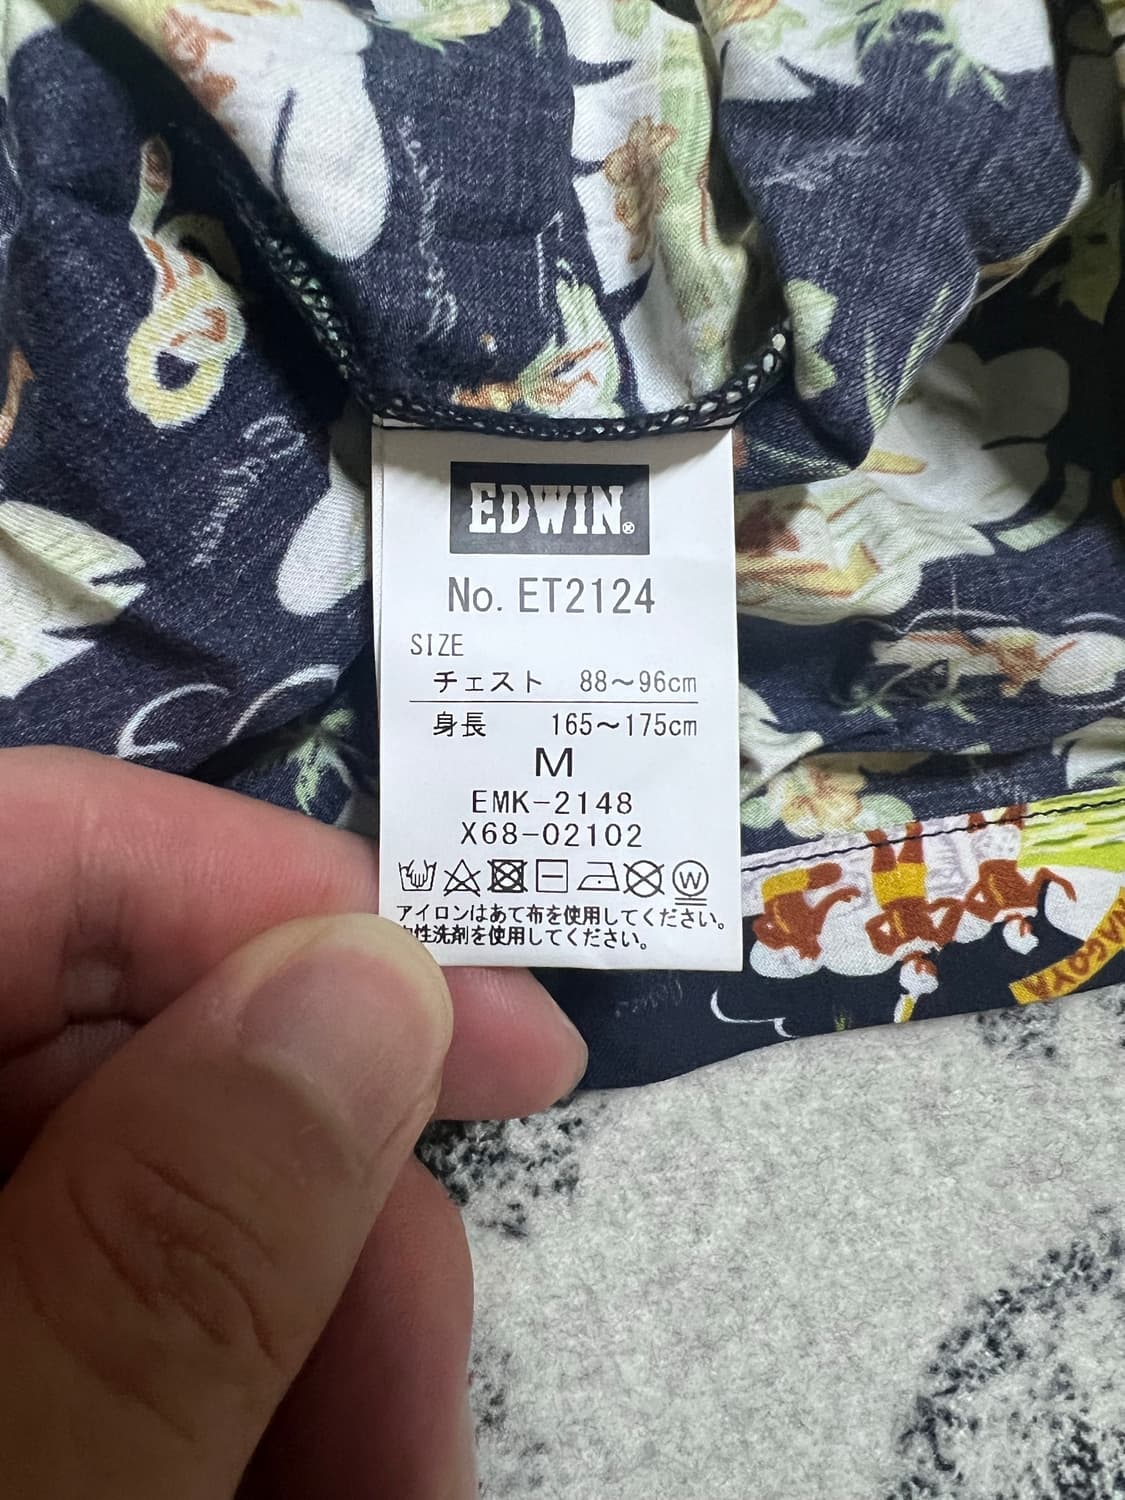 EDWIN®
No. ET2124
SIZE
チェスト 88〜96cm
身長 165〜175cm
M
EMK-2148
X68-02102
W
アイロンはあて布を使用してください。
性洗剤を使用してください。
NAGOYA